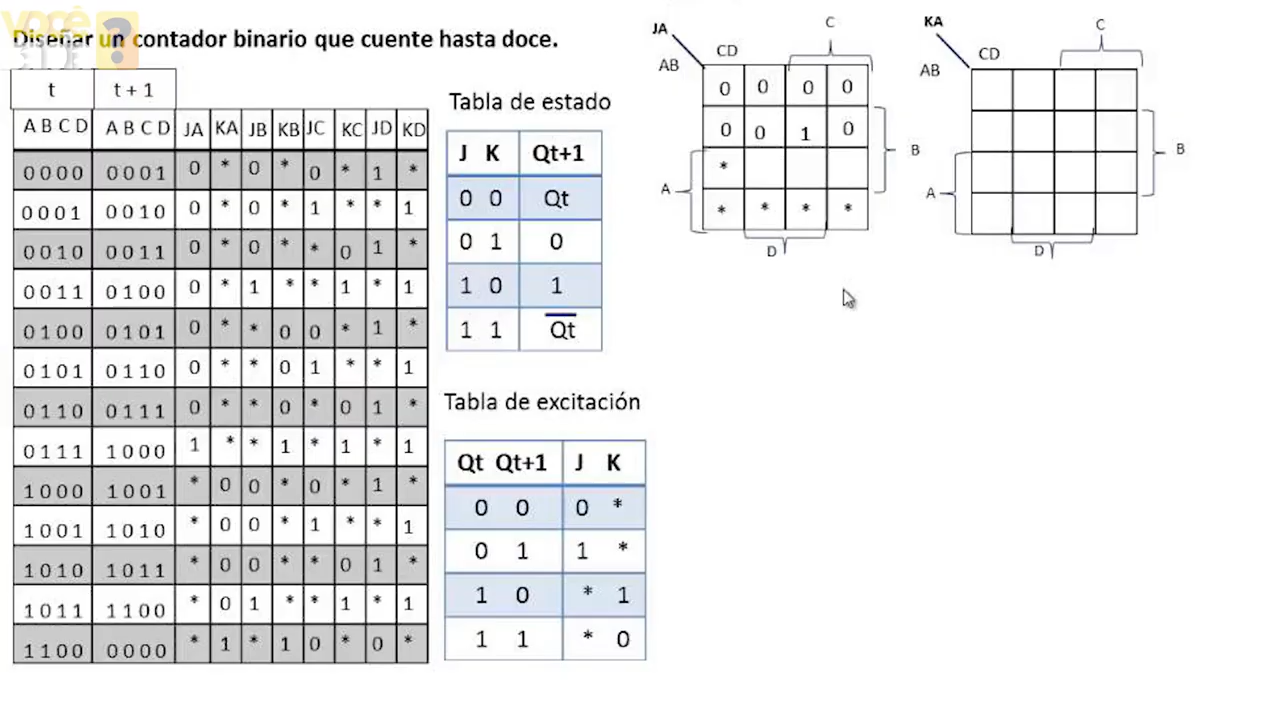 Você
SABIA
?
Diseñar un contador binario que cuente hasta doce.
t t + 1
A B C D A B C D JA KA JB KB JC KC JD KD
0 0 0 0 0 0 0 1 0 * 0 * 0 * 1 *
0 0 0 1 0 0 1 0 0 * 0 * 1 * * 1
0 0 1 0 0 0 1 1 0 * 0 * * 0 1 *
0 0 1 1 0 1 0 0 0 * 1 * * 1 * 1
0 1 0 0 0 1 0 1 0 * * 0 0 * 1 *
0 1 0 1 0 1 1 0 0 * * 0 1 * * 1
0 1 1 0 0 1 1 1 0 * * 0 * 0 1 *
0 1 1 1 1 0 0 0 1 * * 1 * 1 * 1
1 0 0 0 1 0 0 1 * 0 0 * 0 * 1 *
1 0 0 1 1 0 1 0 * 0 0 * 1 * * 1
1 0 1 0 1 0 1 1 * 0 0 * * 0 1 *
1 0 1 1 1 1 0 0 * 0 1 * * 1 * 1
1 1 0 0 0 0 0 0 * 1 * 1 0 * 0 *
Tabla de estado
J K Qt+1
0 0 Qt
0 1 0
1 0 1
1 1 Qt
Tabla de excitación
Qt Qt+1 J K
0 0 0 *
0 1 1 *
1 0 * 1
1 1 * 0
JA
C
CD
AB
0 0 0 0
0 0 1 0
B
*
A
* * * *
D
KA
C
CD
AB
B
A
D